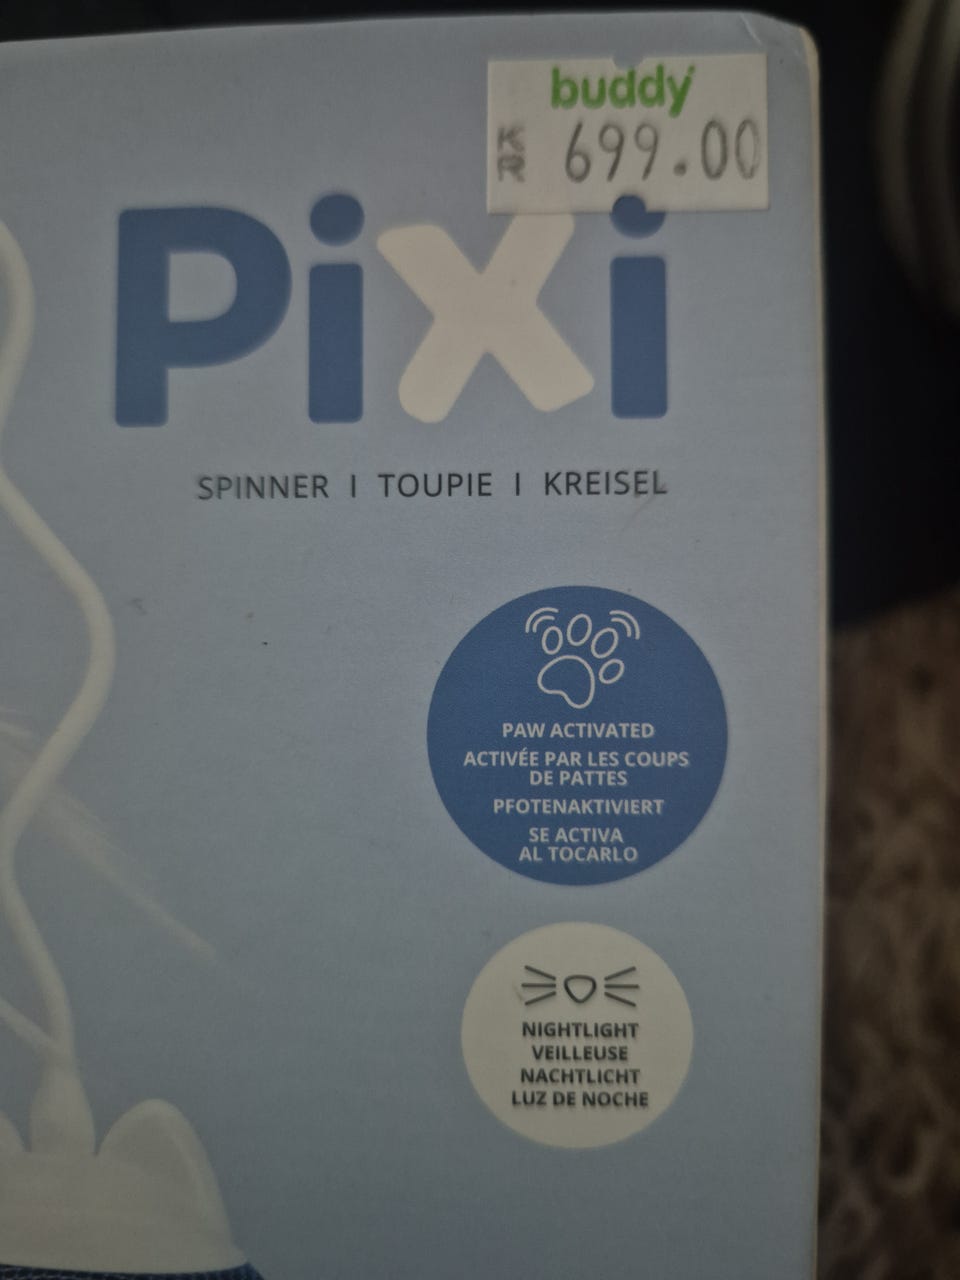 buddy
KR 699.00
Pixi
SPINNER I TOUPIE I KREISEL
PAW ACTIVATED
ACTIVÉE PAR LES COUPS
DE PATTES
PFOTENAKTIVIERT
SE ACTIVA
AL TOCARLO
NIGHTLIGHT
VEILLEUSE
NACHTLICHT
LUZ DE NOCHE